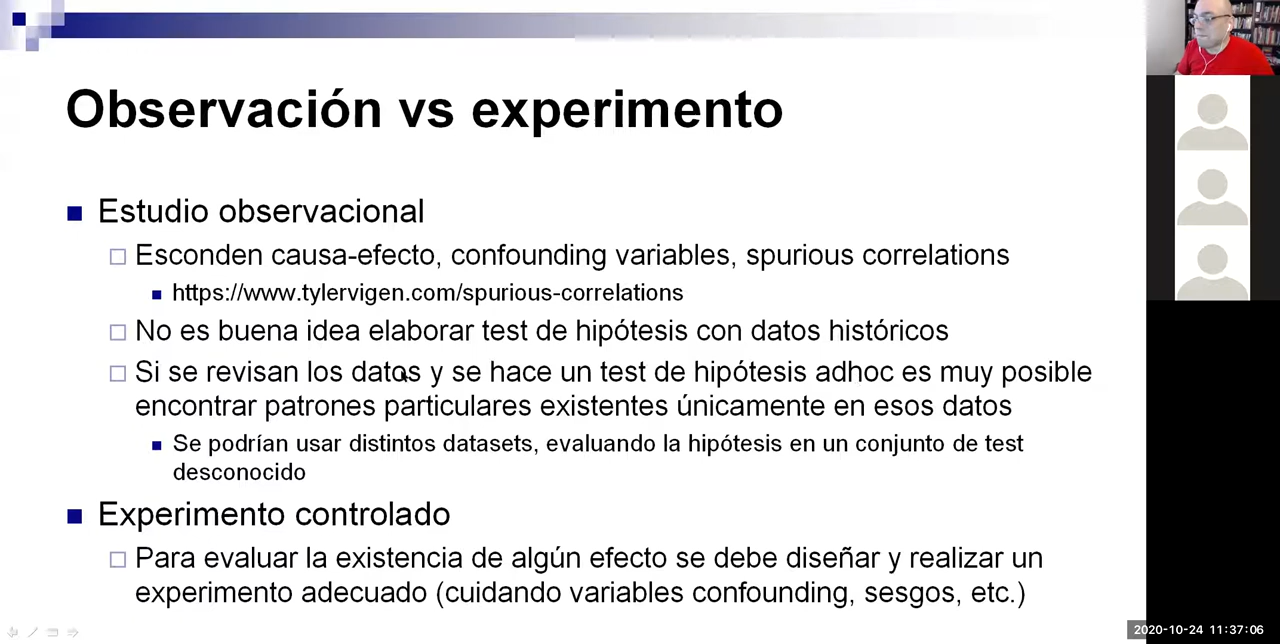 Observación vs experimento
Estudio observacional
Esconden causa-efecto, confounding variables, spurious correlations
https://www.tylervigen.com/spurious-correlations
No es buena idea elaborar test de hipótesis con datos históricos
Si se revisan los datos y se hace un test de hipótesis adhoc es muy posible
encontrar patrones particulares existentes únicamente en esos datos
Se podrían usar distintos datasets, evaluando la hipótesis en un conjunto de test
desconocido
Experimento controlado
Para evaluar la existencia de algún efecto se debe diseñar y realizar un
experimento adecuado (cuidando variables confounding, sesgos, etc.)
2020-10-24 11:37:06